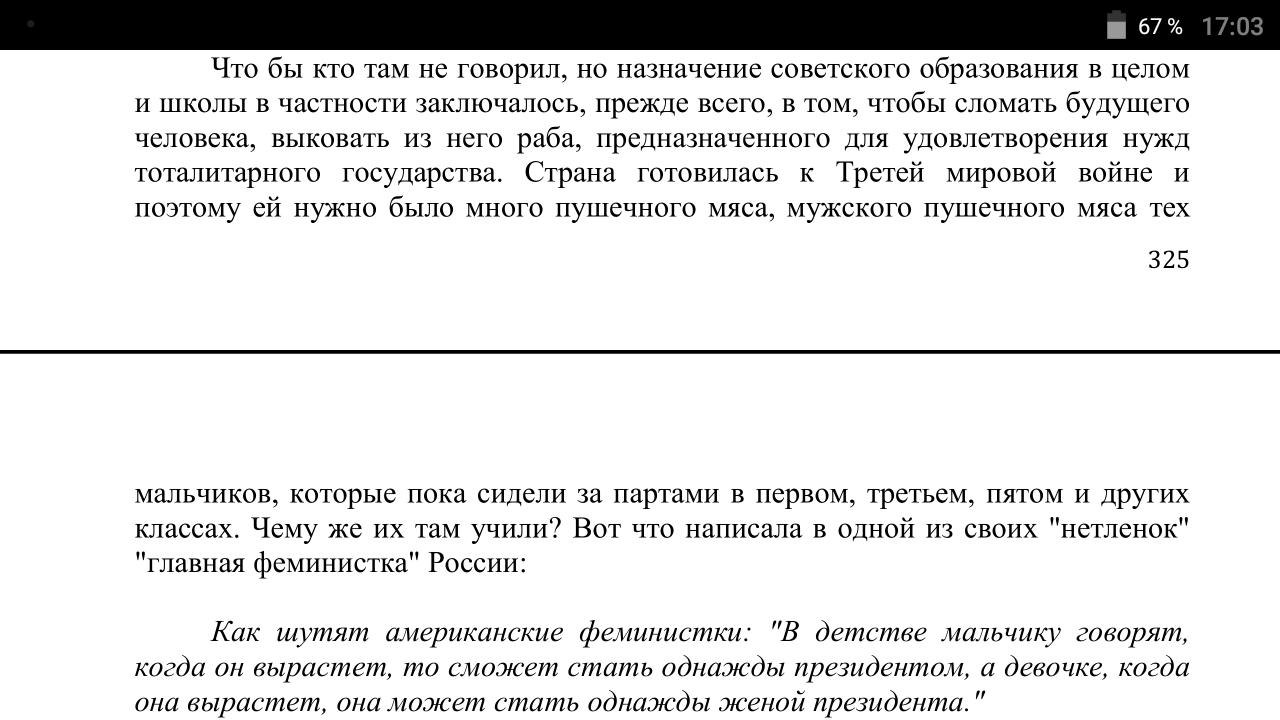 67 % 17:03
Что бы кто там не говорил, но назначение советского образования в целом
и школы в частности заключалось, прежде всего, в том, чтобы сломать будущего
человека, выковать из него раба, предназначенного для удовлетворения нужд
тоталитарного государства. Страна готовилась к Третей мировой войне и
поэтому ей нужно было много пушечного мяса, мужского пушечного мяса тех
325
мальчиков, которые пока сидели за партами в первом, третьем, пятом и других
классах. Чему же их там учили? Вот что написала в одной из своих "нетленок"
"главная феминистка" России:
Как шутят американские феминистки: "В детстве мальчику говорят,
когда он вырастет, то сможет стать однажды президентом, а девочке, когда
она вырастет, она может стать однажды женой президента."